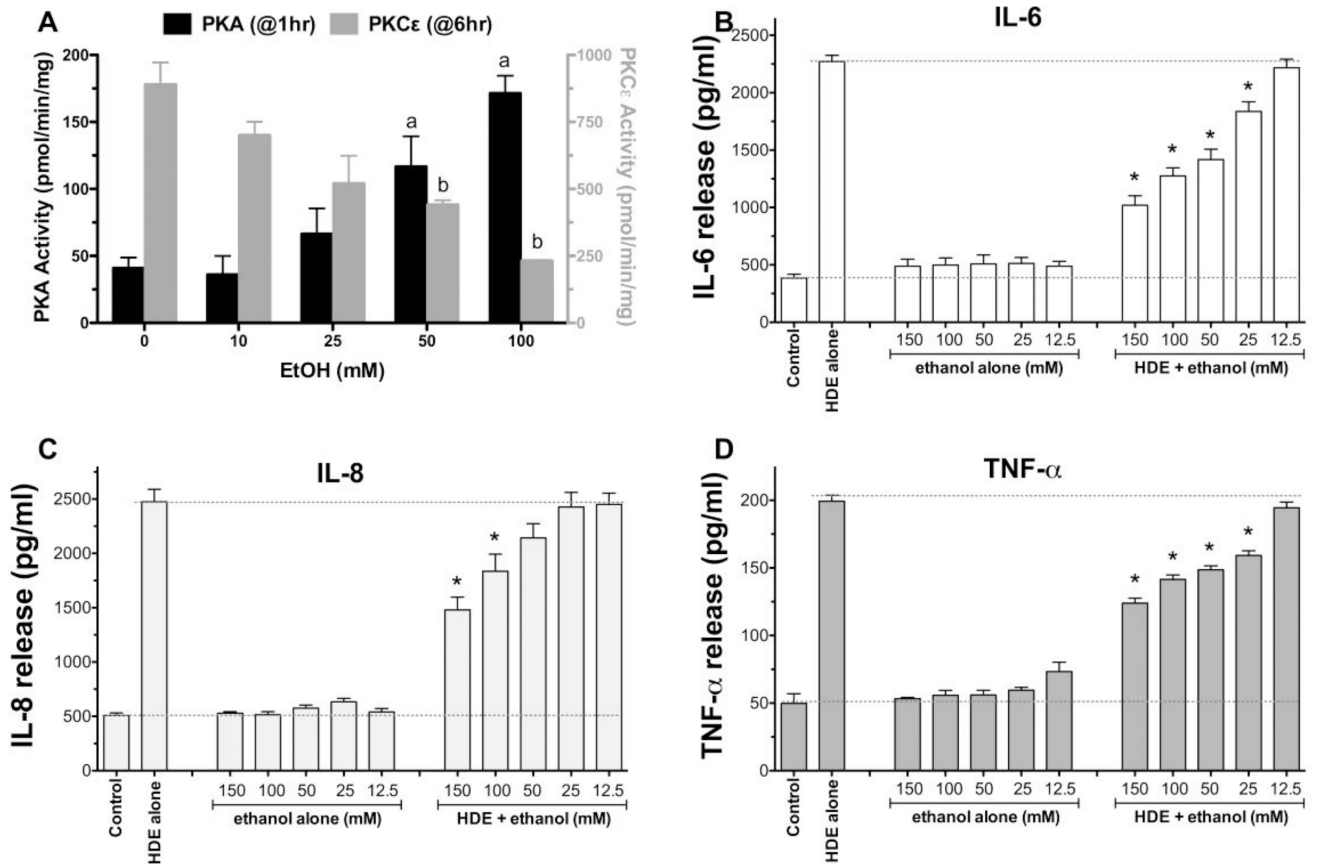 A
PKA (@1hr) PKCε (@6hr)
PKA Activity (pmol/min/mg)
200
150
100
50
0
a
a
b
b
1000
750
500
250
0
PKCε Activity (pmol/min/mg)
0 10 25 50 100
EtOH (mM)
B
IL-6
IL-6 release (pg/ml)
2500
2000
1500
1000
500
0
* * * *
Control
HDE alone
150 100 50 25 12.5
ethanol alone (mM)
150 100 50 25 12.5
HDE + ethanol (mM)
C
IL-8
IL-8 release (pg/ml)
2500
2000
1500
1000
500
0
* *
Control
HDE alone
150 100 50 25 12.5
ethanol alone (mM)
150 100 50 25 12.5
HDE + ethanol (mM)
D
TNF-α
TNF-α release (pg/ml)
200
150
100
50
0
* * * *
Control
HDE alone
150 100 50 25 12.5
ethanol alone (mM)
150 100 50 25 12.5
HDE + ethanol (mM)